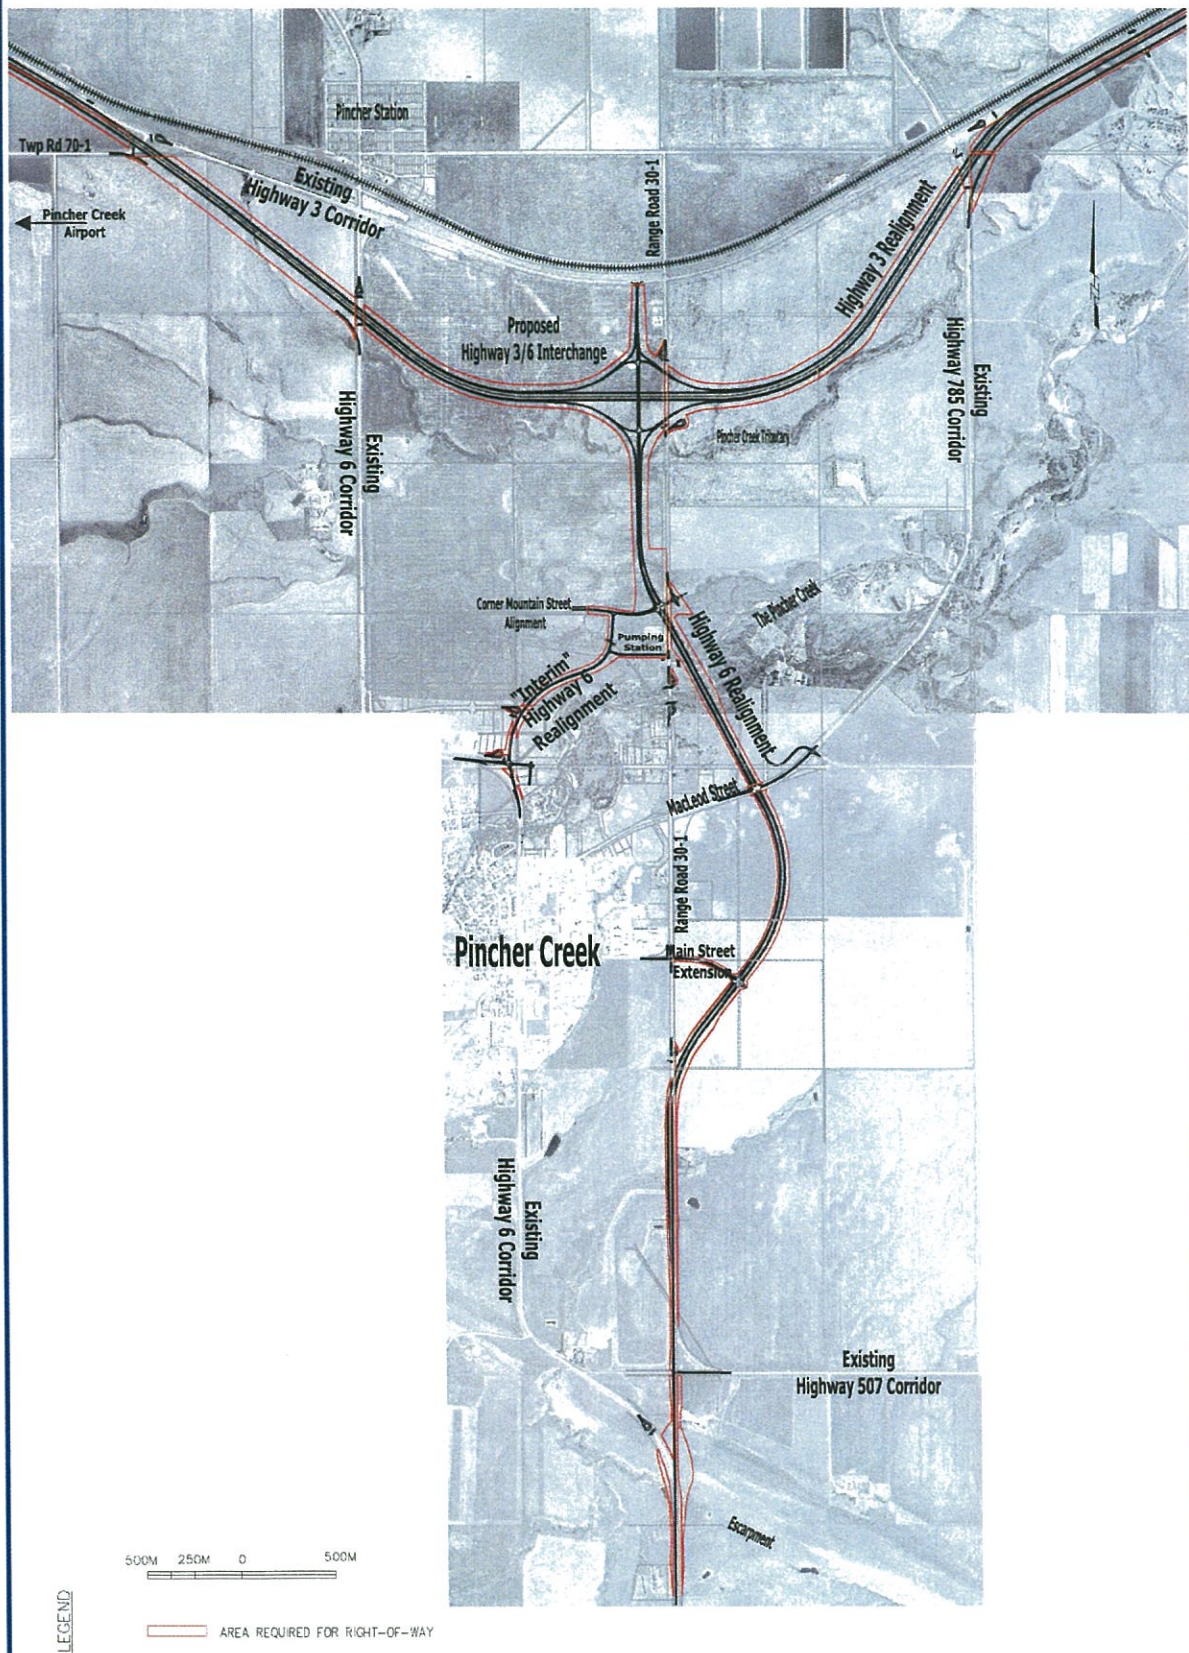 Pincher Station
Twp Rd 70-1
Existing
Highway 3 Corridor
Range Road 30-1
Pincher Creek
Airport
Highway 3 Realignment
Proposed
Highway 3/6 Interchange
Existing
Highway 785 Corridor
Existing
Highway 6 Corridor
Pincher Creek Tributary
Corner Mountain Street
Alignment
The Pincher Creek
Pumping
Station
Highway 6 Realignment
"Interim"
Highway 6
Realignment
MacLeod Street
Range Road 30-1
Pincher Creek
Main Street
Extension
Existing
Highway 6 Corridor
Existing
Highway 507 Corridor
Escarpment
500M 250M 0 500M
LEGEND
AREA REQUIRED FOR RIGHT-OF-WAY